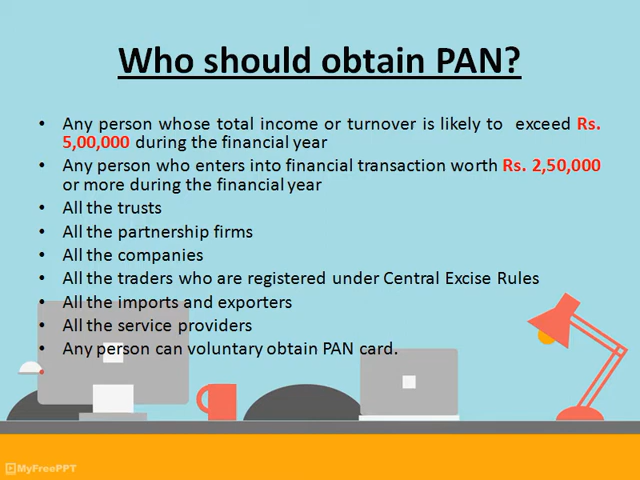 Who should obtain PAN?
• Any person whose total income or turnover is likely to exceed Rs.
5,00,000 during the financial year
• Any person who enters into financial transaction worth Rs. 2,50,000
or more during the financial year
• All the trusts
• All the partnership firms
• All the companies
• All the traders who are registered under Central Excise Rules
• All the imports and exporters
• All the service providers
• Any person can voluntary obtain PAN card.
MyFreePPT